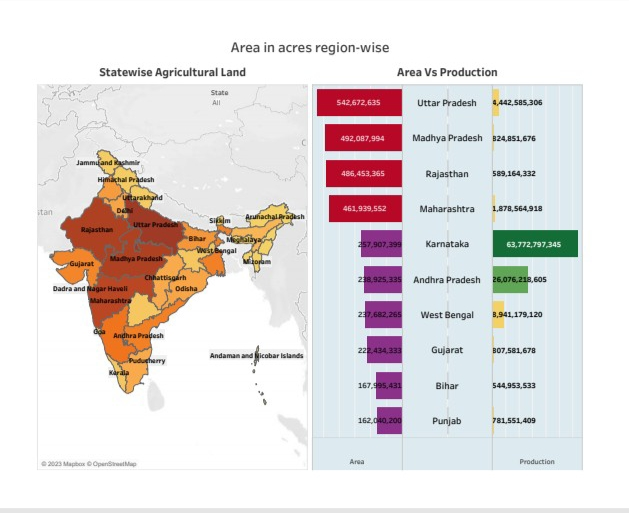 Area in acres region-wise
Statewise Agricultural Land
State
All
stan
Jammu and Kashmir
Himachal Pradesh
Uttarakhand
Delhi
Rajasthan
Uttar Pradesh
Sikkim
Arunachal Pradesh
Bihar
Meghalaya
West Bengal
Mizoram
Gujarat
Madhya Pradesh
Chhattisgarh
Dadra and Nagar Haveli
Odisha
Maharashtra
Goa
Andhra Pradesh
Puducherry
Kerala
Andaman and Nicobar Islands
© 2023 Mapbox © OpenStreetMap
Area Vs Production
542,672,635 Uttar Pradesh 4,442,585,306
492,087,994 Madhya Pradesh 824,851,676
486,453,365 Rajasthan 589,164,332
461,939,552 Maharashtra 1,878,564,918
257,907,399 Karnataka 63,772,797,345
238,925,335 Andhra Pradesh 26,076,218,605
237,682,265 West Bengal 8,941,179,120
222,434,333 Gujarat 807,581,678
167,995,431 Bihar 544,953,533
162,040,200 Punjab 781,551,409
Area Production